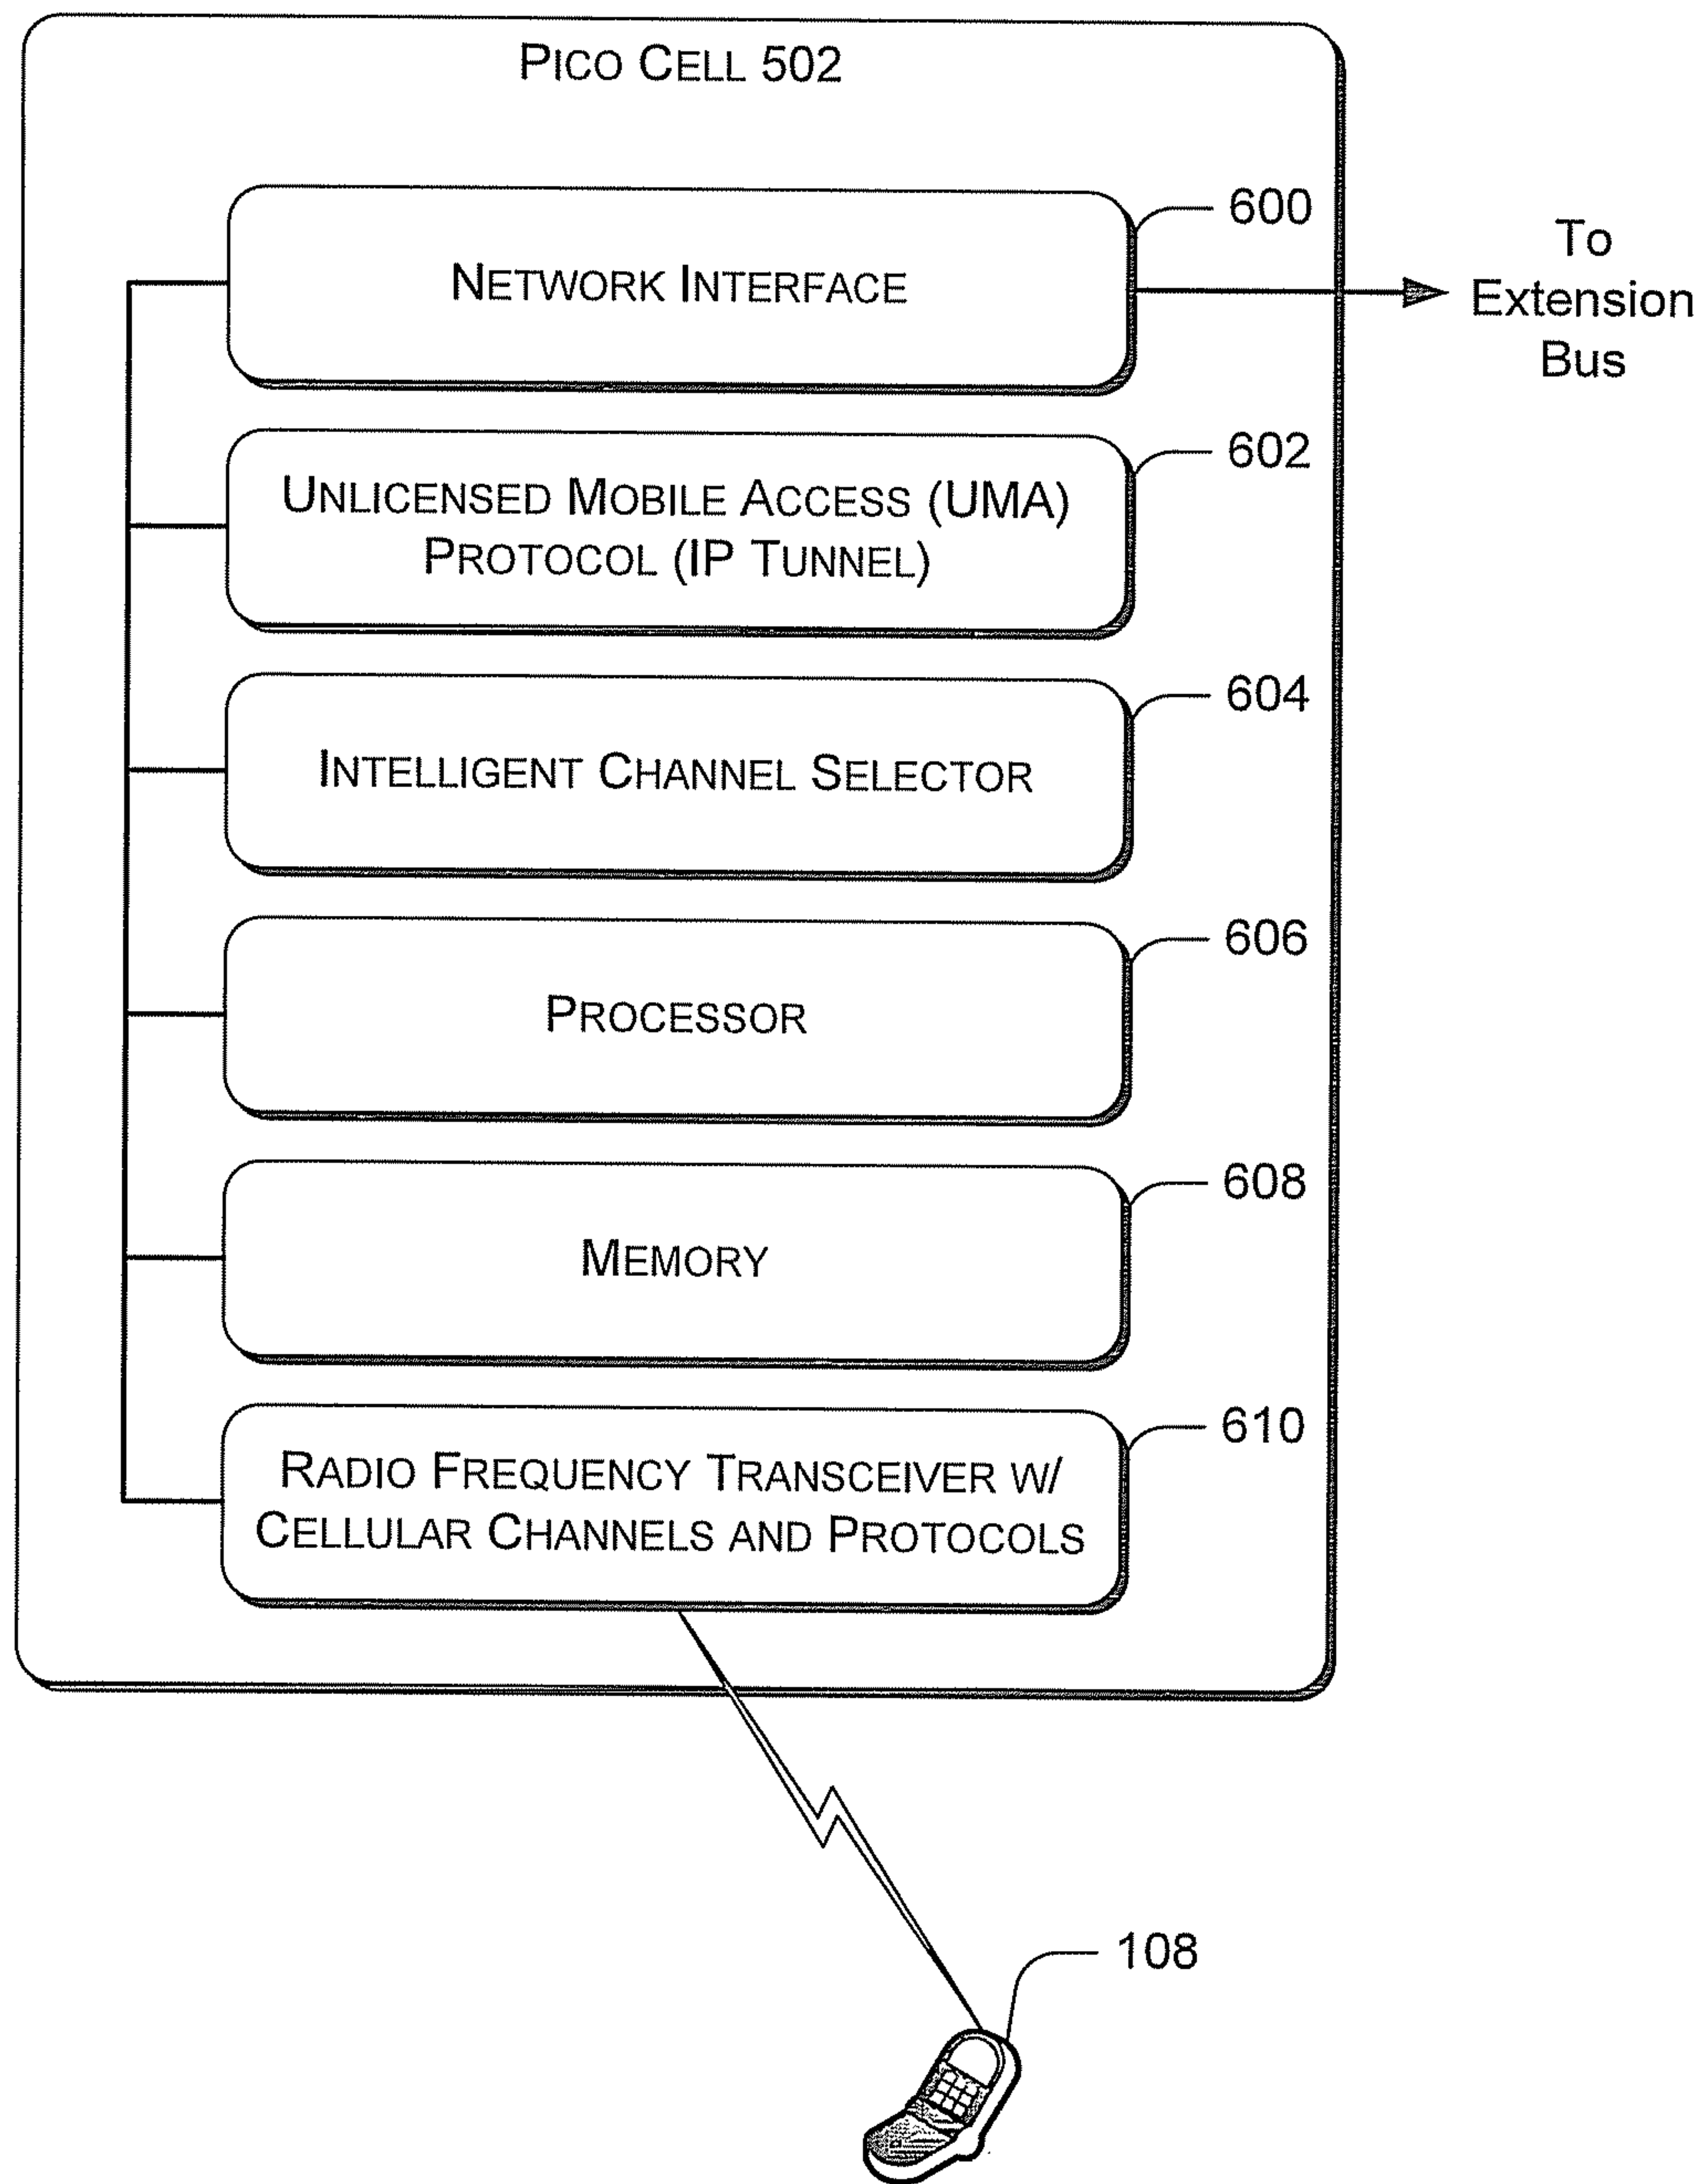 PICO CELL 502
600
NETWORK INTERFACE
To
Extension
Bus
602
UNLICENSED MOBILE ACCESS (UMA)
PROTOCOL (IP TUNNEL)
604
INTELLIGENT CHANNEL SELECTOR
606
PROCESSOR
608
MEMORY
610
RADIO FREQUENCY TRANSCEIVER W/
CELLULAR CHANNELS AND PROTOCOLS
108